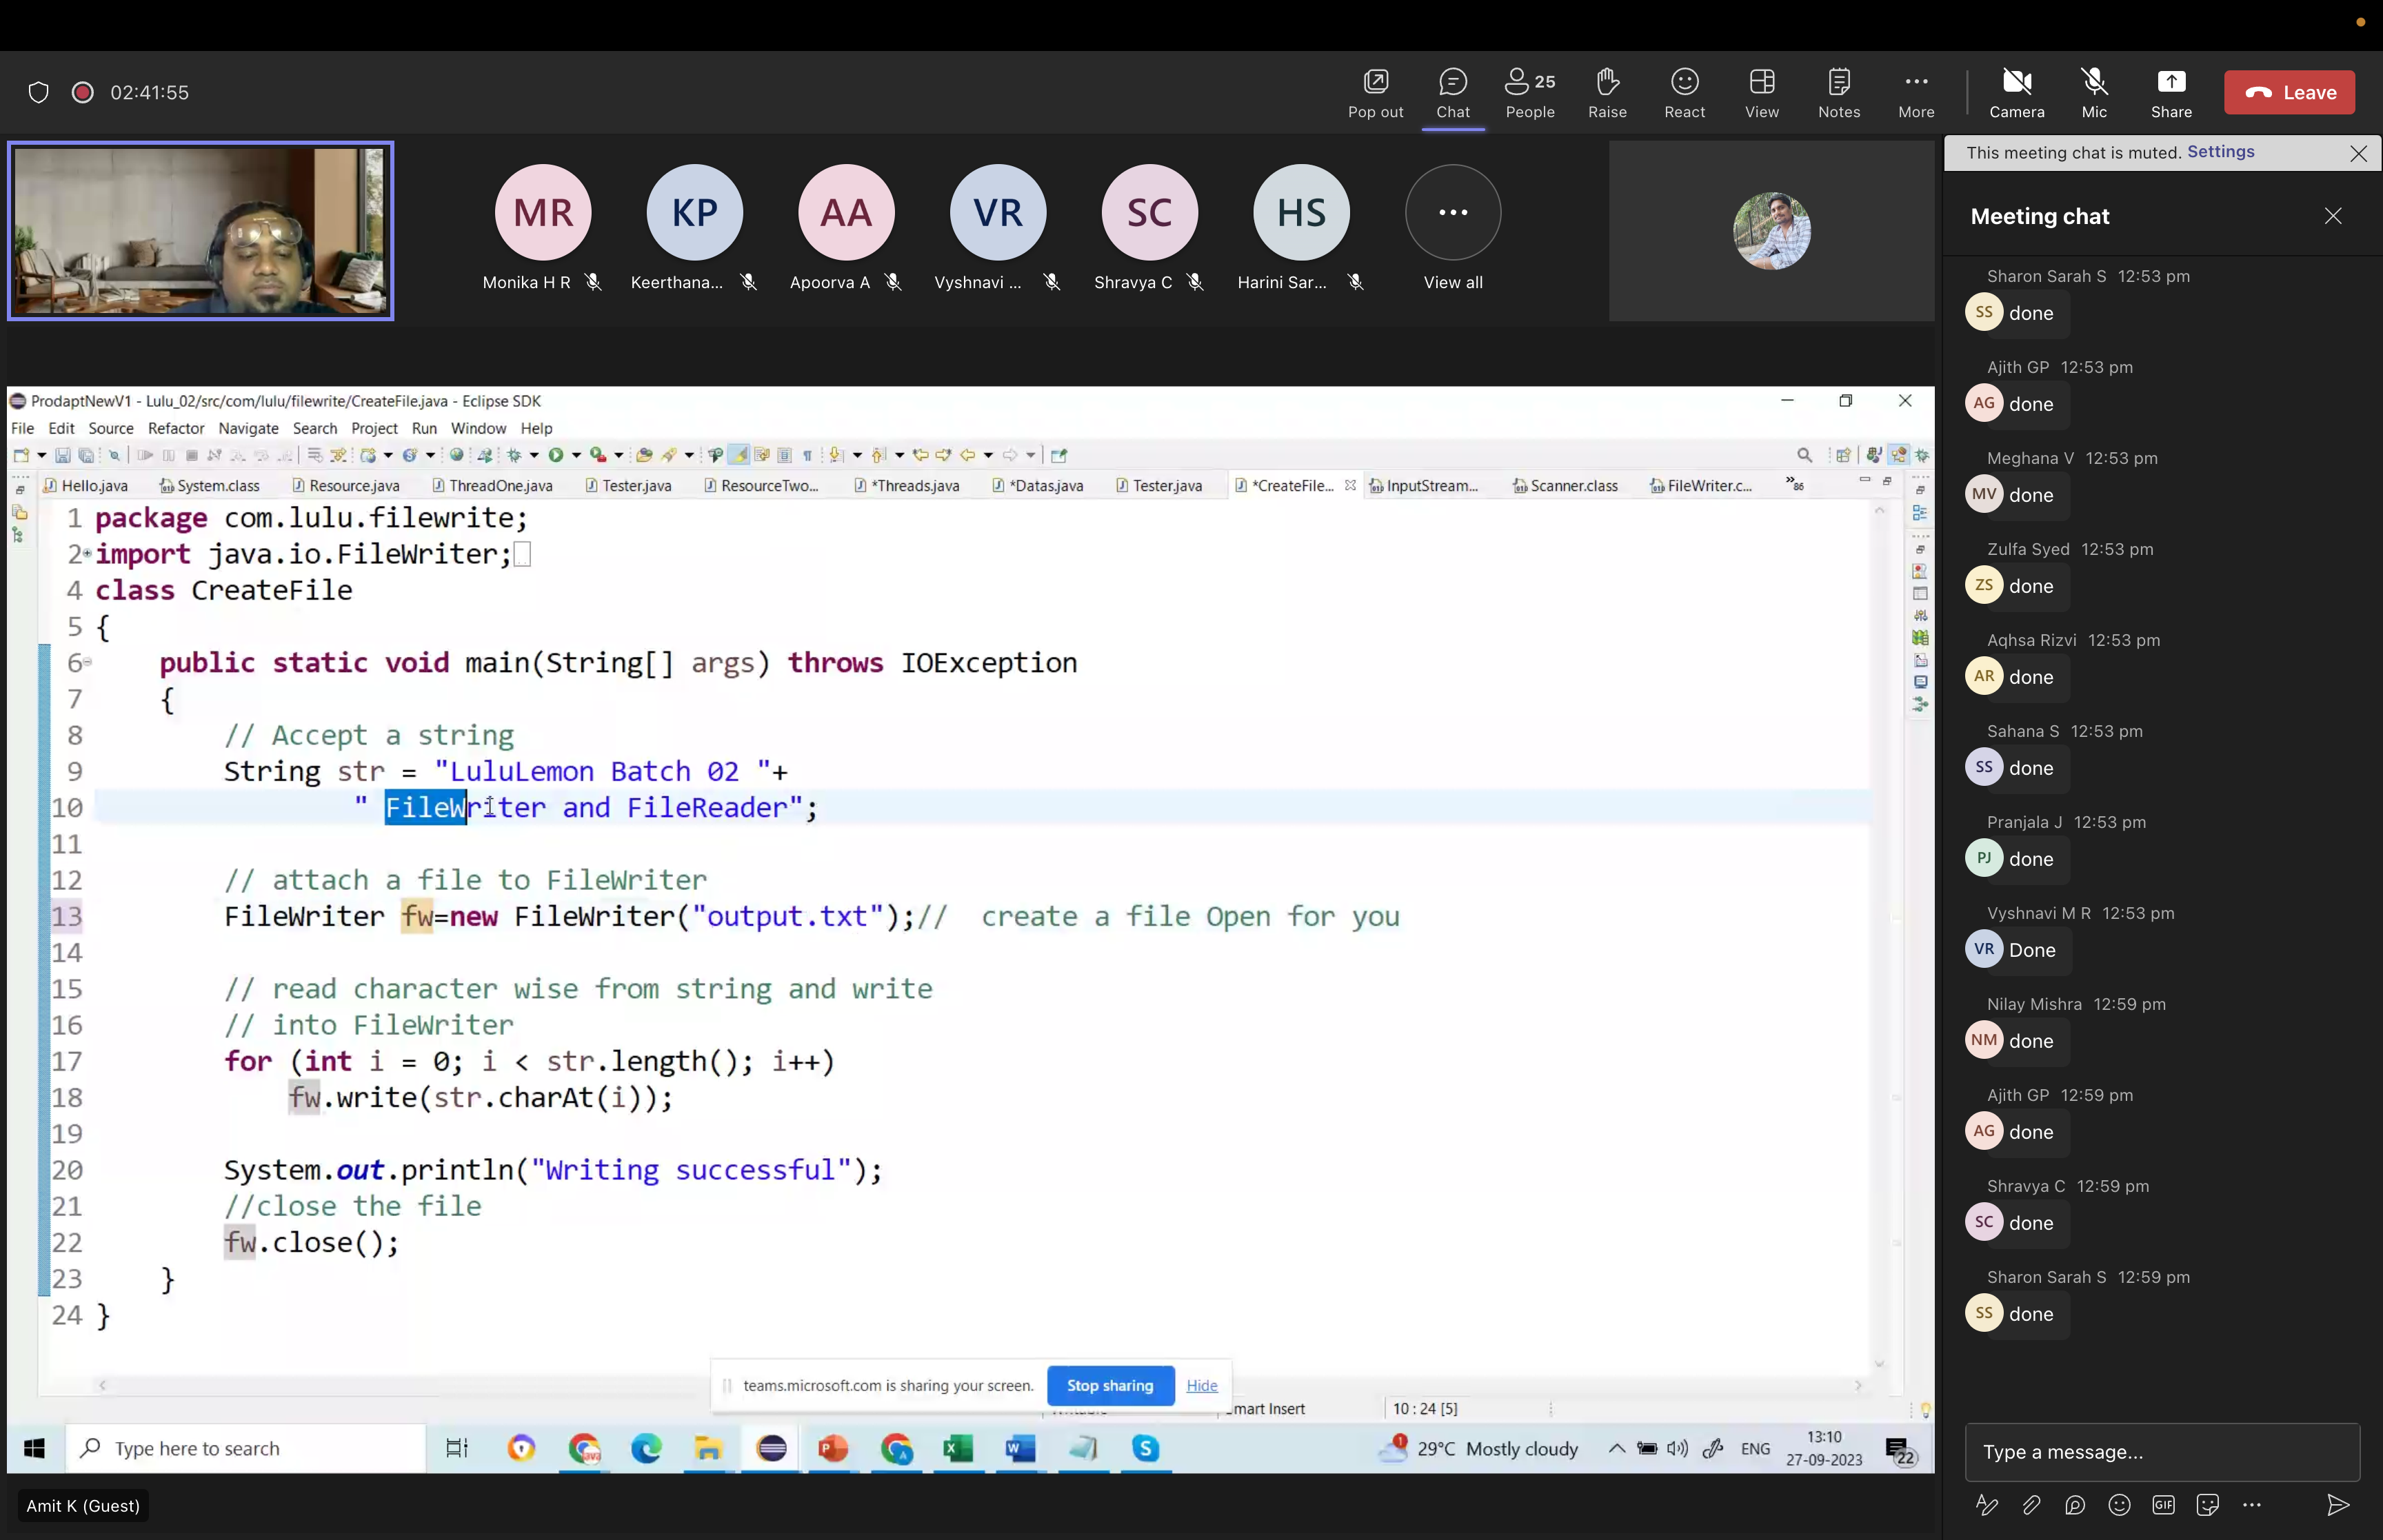 02:41:55
Pop out
Chat
25
People
Raise
React
View
Notes
More
Camera
Mic
Share
Leave
MR
KP
AA
VR
SC
HS
Monika H R
Keerthana...
Apoorva A
Vyshnavi ...
Shravya C
Harini Sar...
View all
This meeting chat is muted. Settings
Meeting chat
Sharon Sarah S 12:53 pm
SS done
Ajith GP 12:53 pm
AG done
Meghana V 12:53 pm
MV done
Zulfa Syed 12:53 pm
ZS done
Aqhsa Rizvi 12:53 pm
AR done
Sahana S 12:53 pm
SS done
Pranjala J 12:53 pm
PJ done
Vyshnavi M R 12:53 pm
VR Done
Nilay Mishra 12:59 pm
NM done
Ajith GP 12:59 pm
AG done
Shravya C 12:59 pm
SC done
Sharon Sarah S 12:59 pm
SS done
Type a message...
GIF
ProdaptNewV1 - Lulu_02/src/com/lulu/filewrite/CreateFile.java - Eclipse SDK
File Edit Source Refactor Navigate Search Project Run Window Help
Hello.java System.class Resource.java ThreadOne.java Tester.java ResourceTwo... *Threads.java *Datas.java Tester.java *CreateFile... InputStream... Scanner.class FileWriter.c... »86
1 package com.lulu.filewrite;
2 import java.io.FileWriter;
4 class CreateFile
5 {
6 public static void main(String[] args) throws IOException
7 {
8 // Accept a string
9 String str = "LuluLemon Batch 02 "+
10 " FileWriter and FileReader";
11
12 // attach a file to FileWriter
13 FileWriter fw=new FileWriter("output.txt");// create a file Open for you
14
15 // read character wise from string and write
16 // into FileWriter
17 for (int i = 0; i < str.length(); i++)
18 fw.write(str.charAt(i));
19
20 System.out.println("Writing successful");
21 //close the file
22 fw.close();
23 }
24 }
teams.microsoft.com is sharing your screen. Stop sharing Hide
mart Insert 10 : 24 [5]
Type here to search
29°C Mostly cloudy
ENG
13:10
27-09-2023
22
Amit K (Guest)